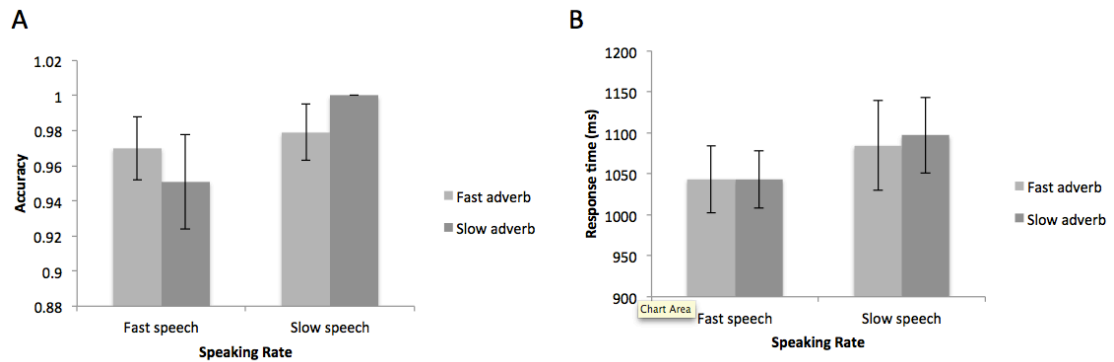 A
1.02
1
0.98
0.96
0.94
0.92
0.9
0.88
Accuracy
Fast speech
Slow speech
Speaking Rate
Fast adverb
Slow adverb
B
1200
1150
1100
1050
1000
950
900
Response time (ms)
Chart Area
Fast speech
Slow speech
Speaking Rate
Fast adverb
Slow adverb